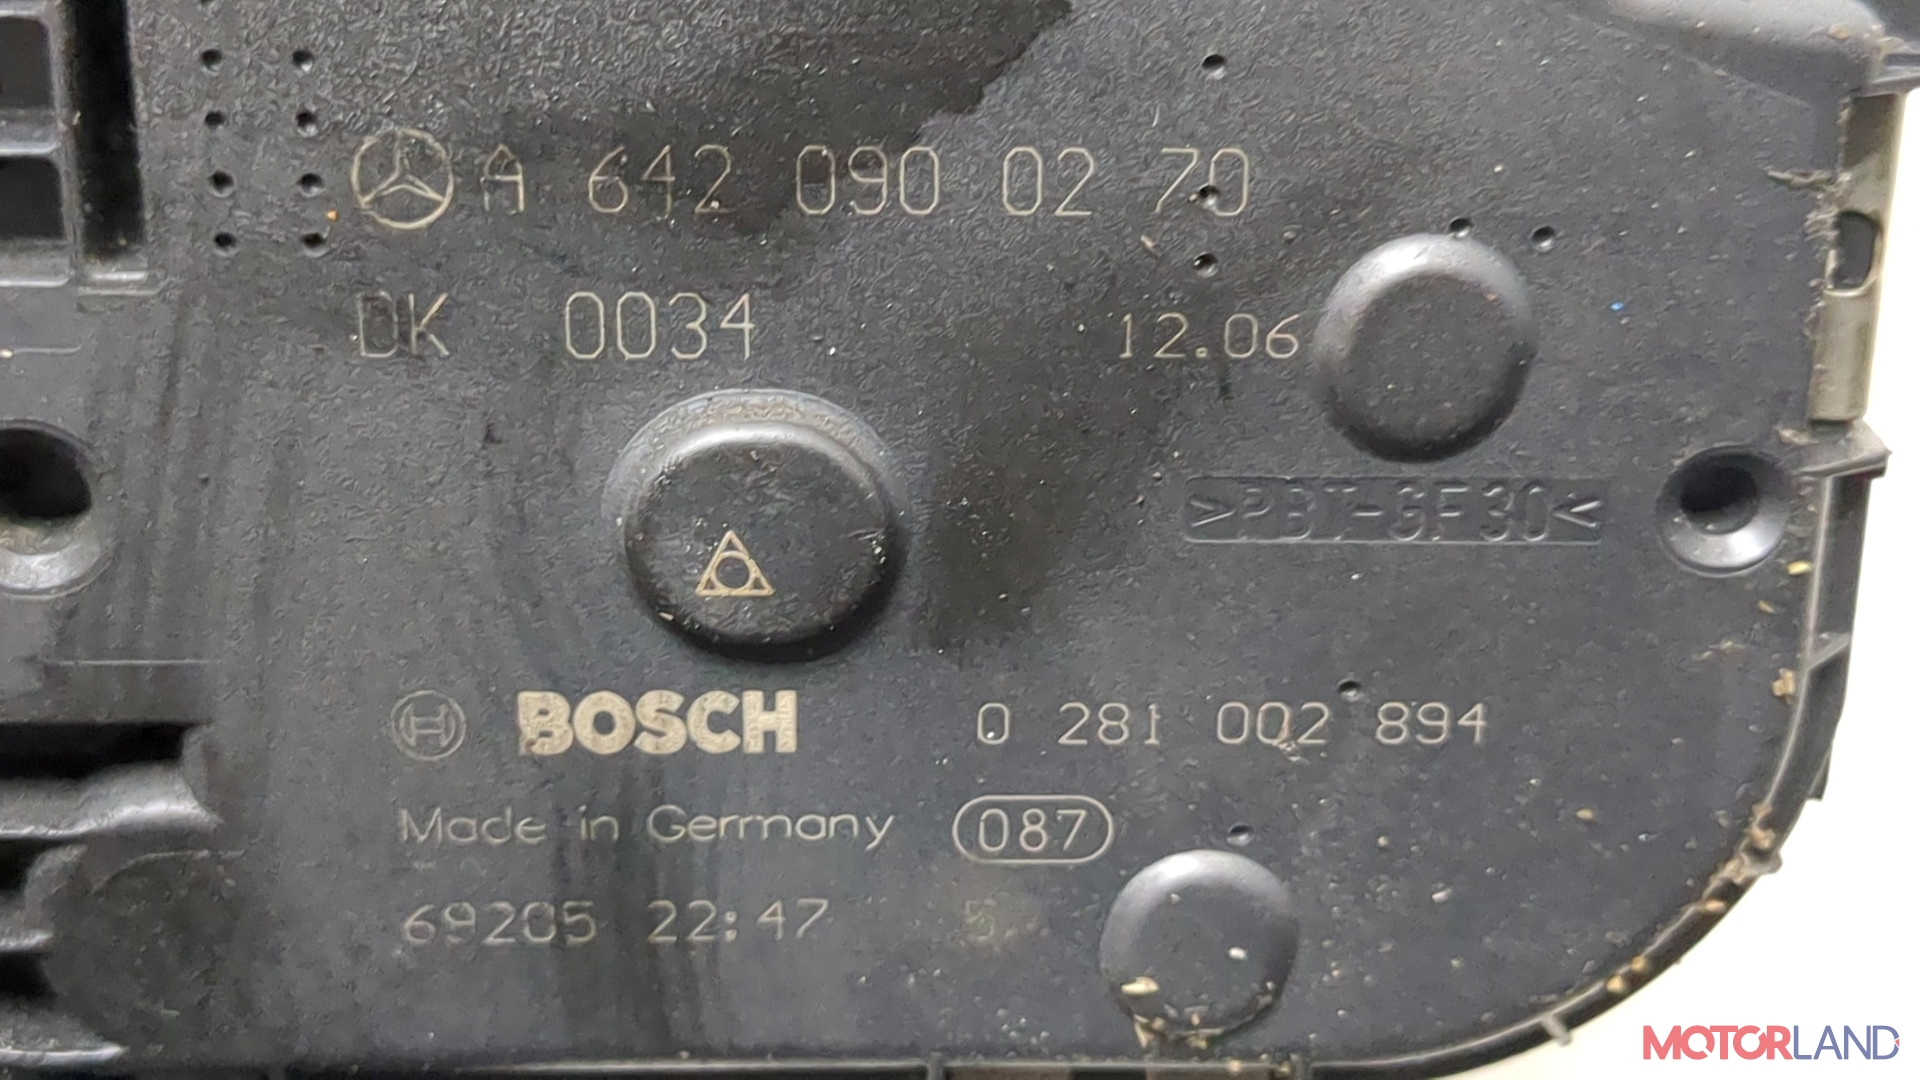 A 642 090 02 70
DK 0034 12.06
>PBT-GF30<
BOSCH 0 281 002 894
Made in Germany 087
69205 22:47 5
MOTORLAND